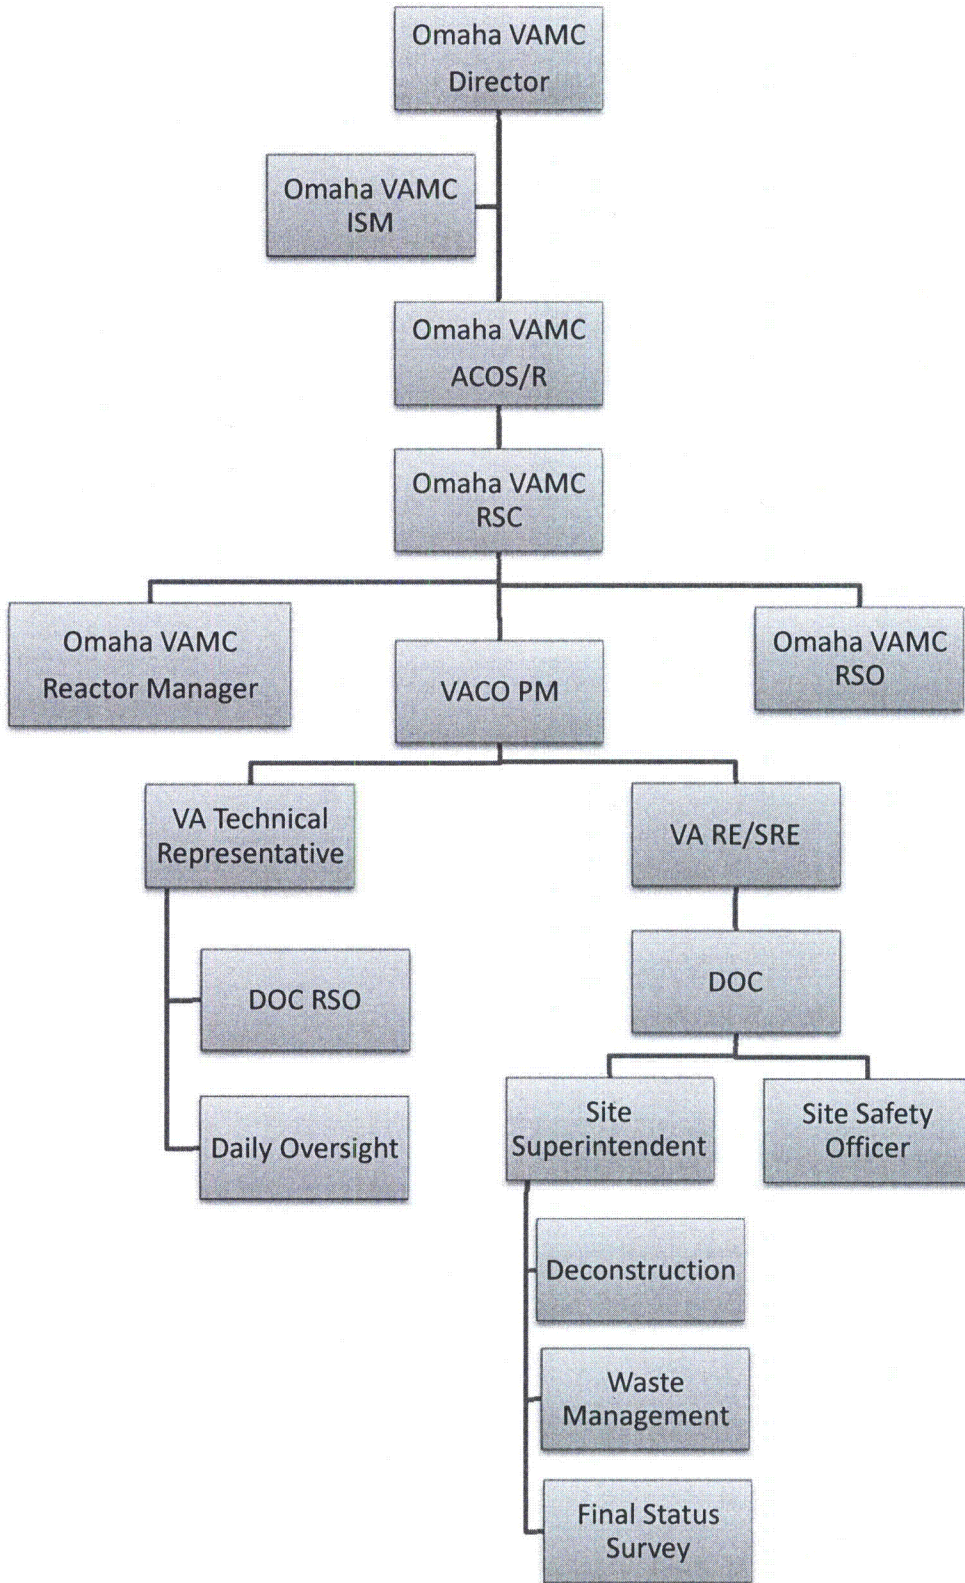 Omaha VAMC
Director
Omaha VAMC
ISM
Omaha VAMC
ACOS/R
Omaha VAMC
RSC
Omaha VAMC
Reactor Manager
VACO PM
Omaha VAMC
RSO
VA Technical
Representative
VA RE/SRE
DOC RSO
DOC
Daily Oversight
Site
Superintendent
Site Safety
Officer
Deconstruction
Waste
Management
Final Status
Survey